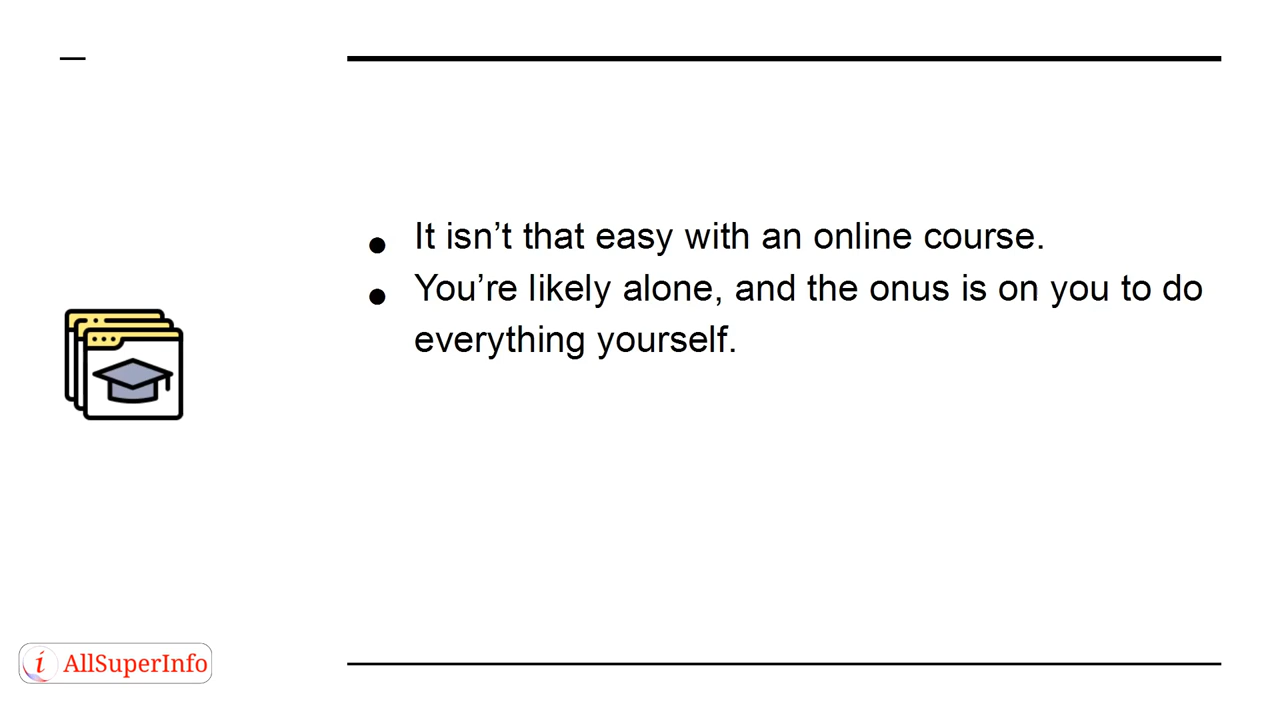 ● It isn’t that easy with an online course.
● You’re likely alone, and the onus is on you to do
everything yourself.
i AllSuperInfo